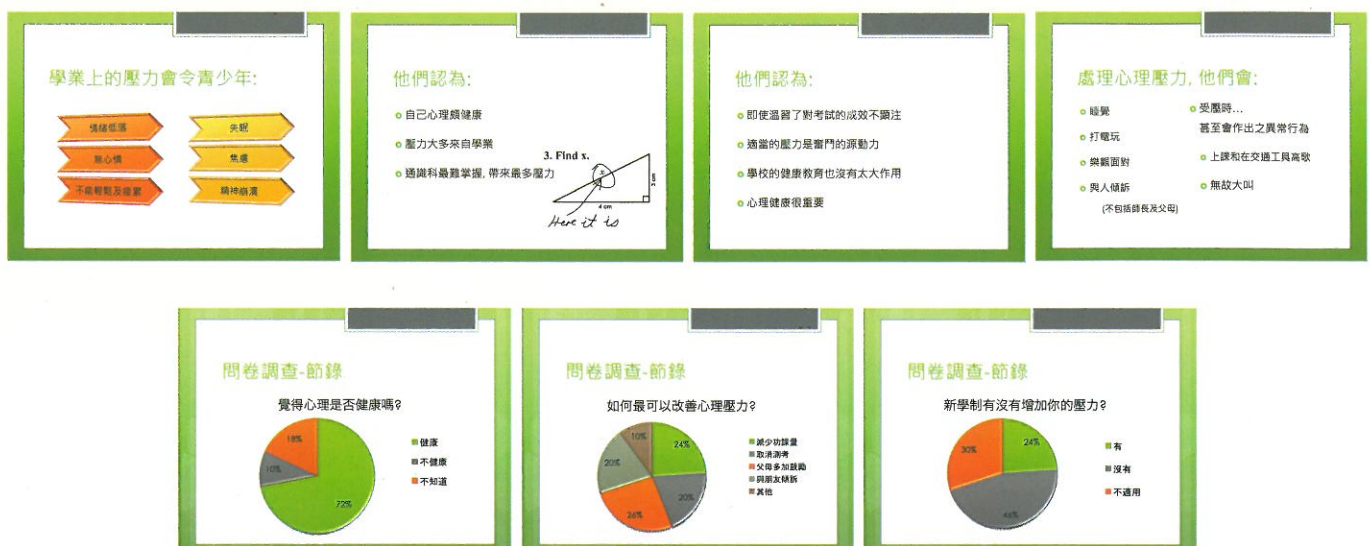 學業上的壓力會令青少年:
情緒低落
失眠
無心情
焦慮
不能輕鬆及疲累
精神崩潰
他們認為:
自己心理頗健康
壓力大多來自學業
通識科最難掌握, 帶來最多壓力
3. Find x.
x
3 cm
4 cm
Here it is
他們認為:
即使溫習了對考試的成效不顯注
適當的壓力是奮鬥的源動力
學校的健康教育也沒有太大作用
心理健康很重要
處理心理壓力, 他們會:
睡覺
打電玩
樂觀面對
與人傾訴
(不包括師長及父母)
受壓時...
甚至會作出之異常行為
上課和在交通工具高歌
無故大叫
問卷調查-節錄
覺得心理是否健康嗎?
18%
10%
72%
健康
不健康
不知道
問卷調查-節錄
如何最可以改善心理壓力?
10%
24%
20%
20%
26%
減少功課量
取消測考
父母多加鼓勵
與朋友傾訴
其他
問卷調查-節錄
新學制有沒有增加你的壓力?
30%
24%
46%
有
沒有
不適用